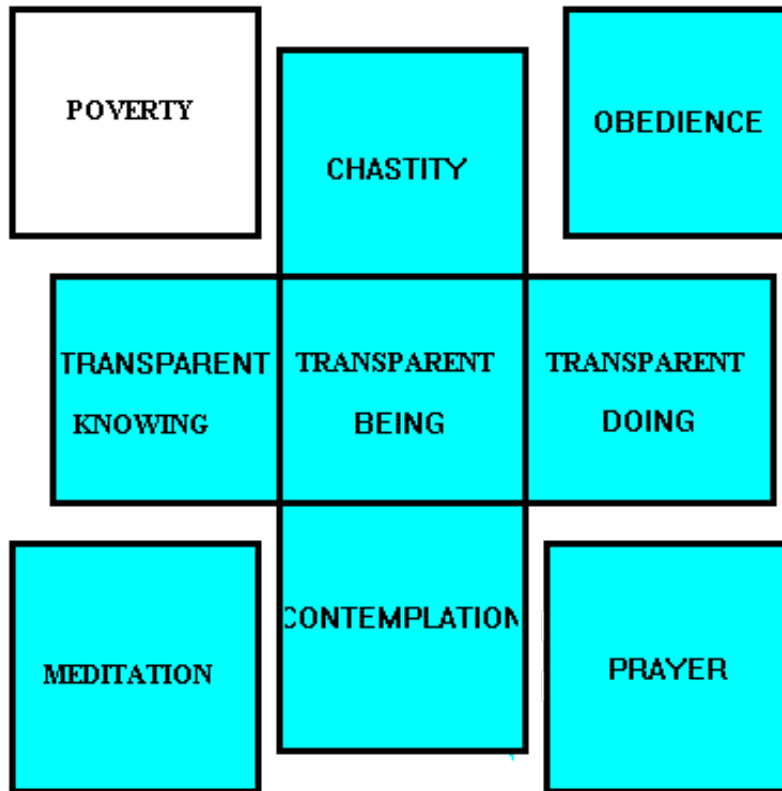 POVERTY
CHASTITY
OBEDIENCE
TRANSPARENT
KNOWING
TRANSPARENT
BEING
TRANSPARENT
DOING
MEDITATION
CONTEMPLATION
PRAYER